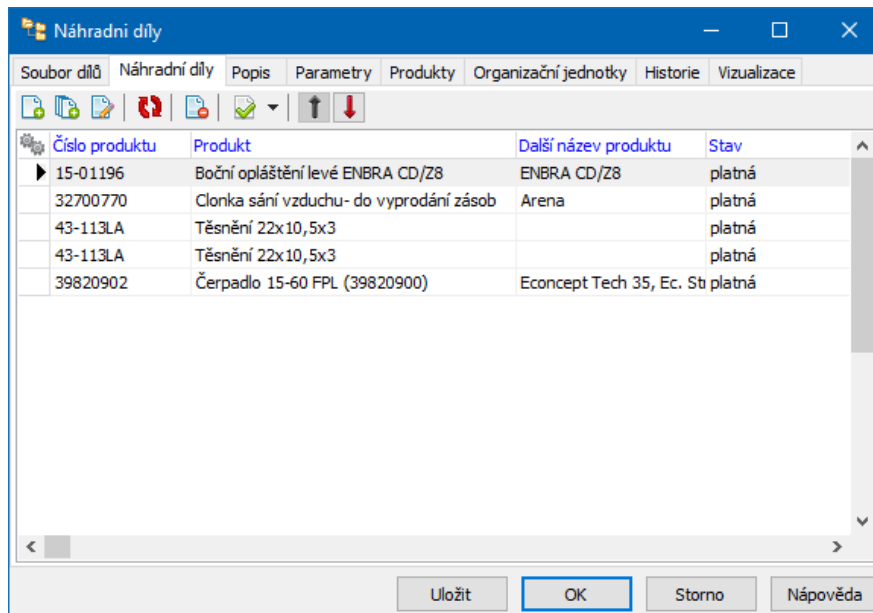 Náhradni díly
Soubor dílů Náhradní díly Popis Parametry Produkty Organizační jednotky Historie Vizualizace
Číslo produktu Produkt Další název produktu Stav
15-01196 Boční opláštění levé ENBRA CD/Z8 ENBRA CD/Z8 platná
32700770 Clonka sání vzduchu- do vyprodání zásob Arena platná
43-113LA Těsnění 22x10,5x3 platná
43-113LA Těsnění 22x10,5x3 platná
39820902 Čerpadlo 15-60 FPL (39820900) Econcept Tech 35, Ec. platná
Uložit OK Storno Nápověda